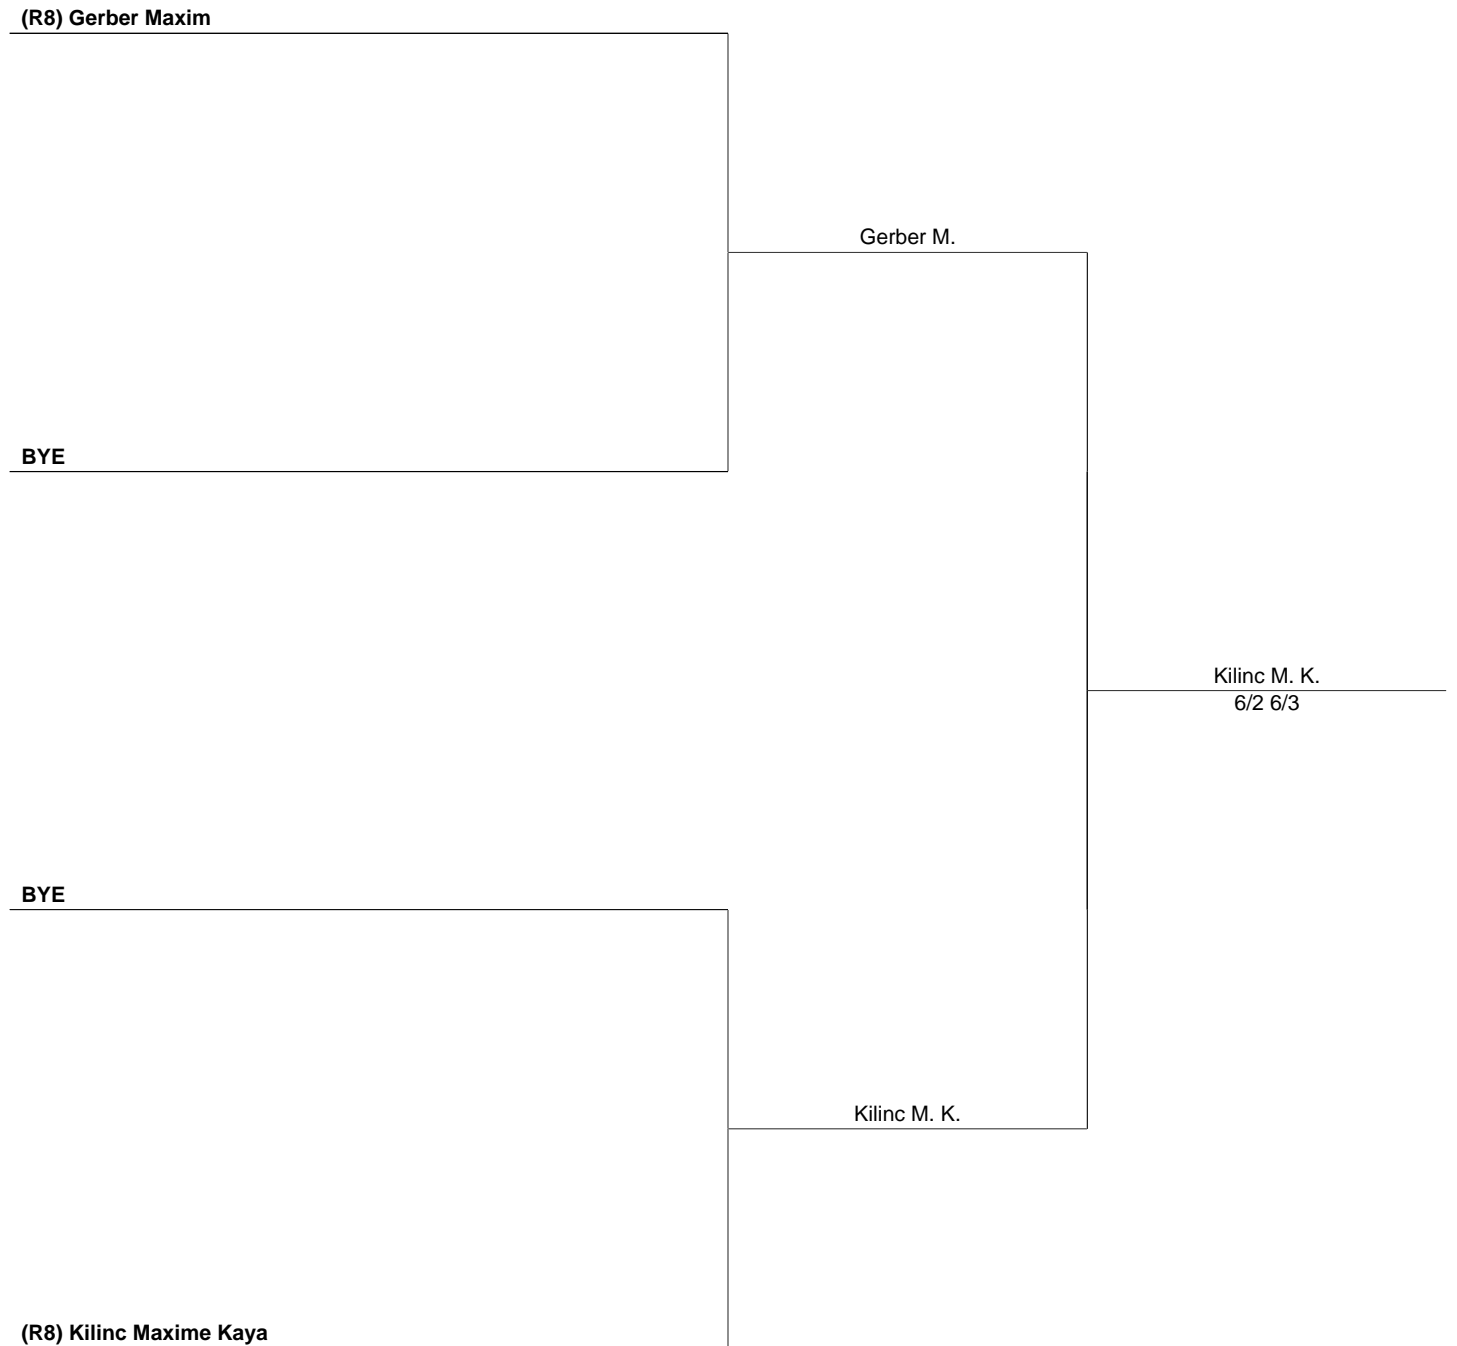 (R8) Gerber Maxim
Gerber M.
BYE
Kilinc M. K.
6/2 6/3
BYE
Kilinc M. K.
(R8) Kilinc Maxime Kaya